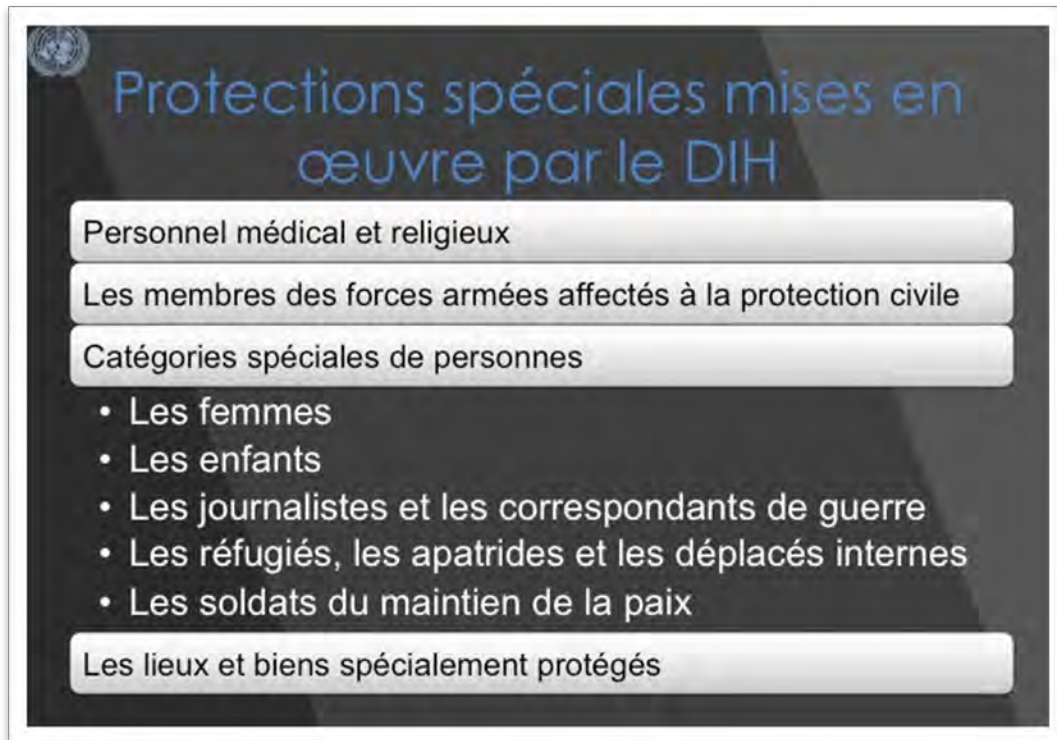 Protections spéciales mises en
œuvre par le DIH
Personnel médical et religieux
Les membres des forces armées affectés à la protection civile
Catégories spéciales de personnes
• Les femmes
• Les enfants
• Les journalistes et les correspondants de guerre
• Les réfugiés, les apatrides et les déplacés internes
• Les soldats du maintien de la paix
Les lieux et biens spécialement protégés